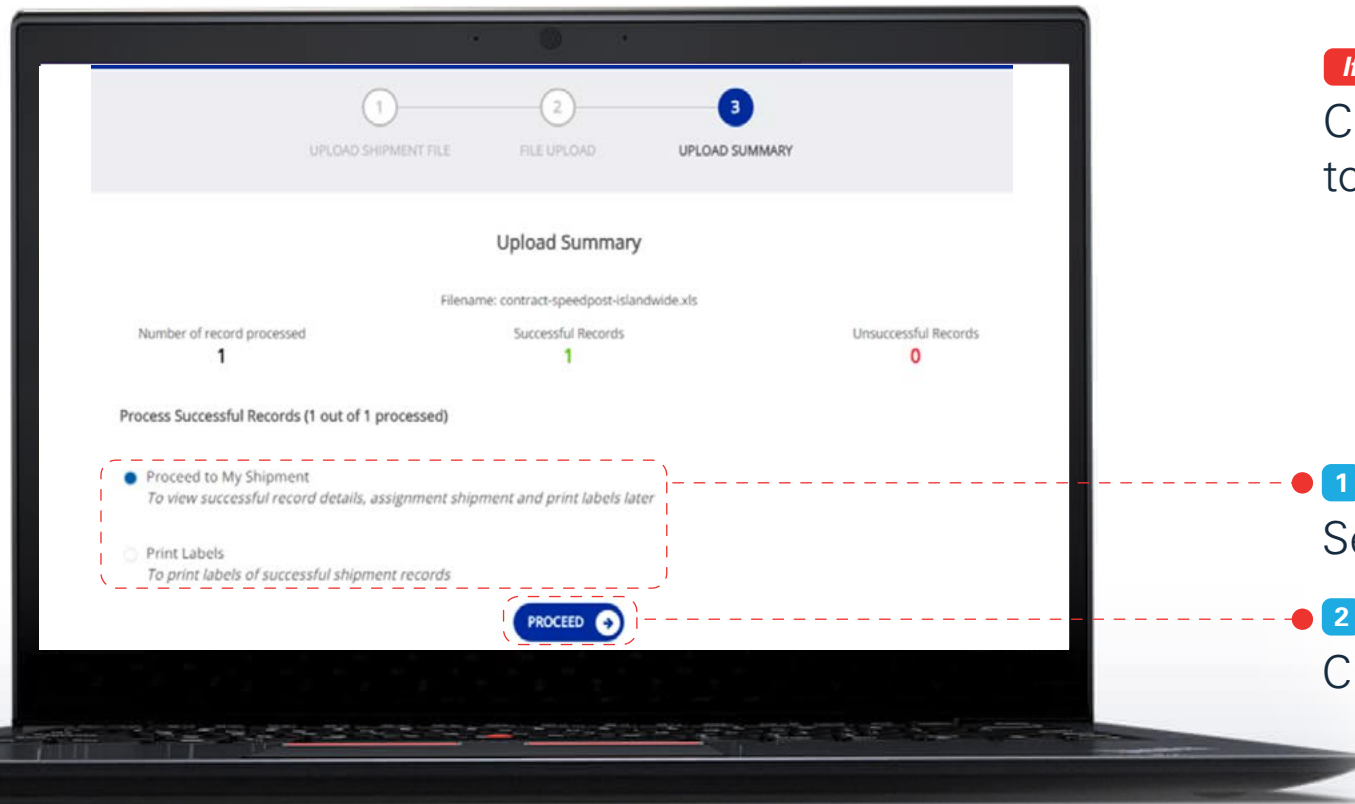 1
2
3
UPLOAD SHIPMENT FILE
FILE UPLOAD
UPLOAD SUMMARY
Upload Summary
Filename: contract-speedpost-islandwide.xls
Number of record processed
1
Successful Records
1
Unsuccessful Records
0
Process Successful Records (1 out of 1 processed)
Proceed to My Shipment
To view successful record details, assignment shipment and print labels later
Print Labels
To print labels of successful shipment records
PROCEED
1
2